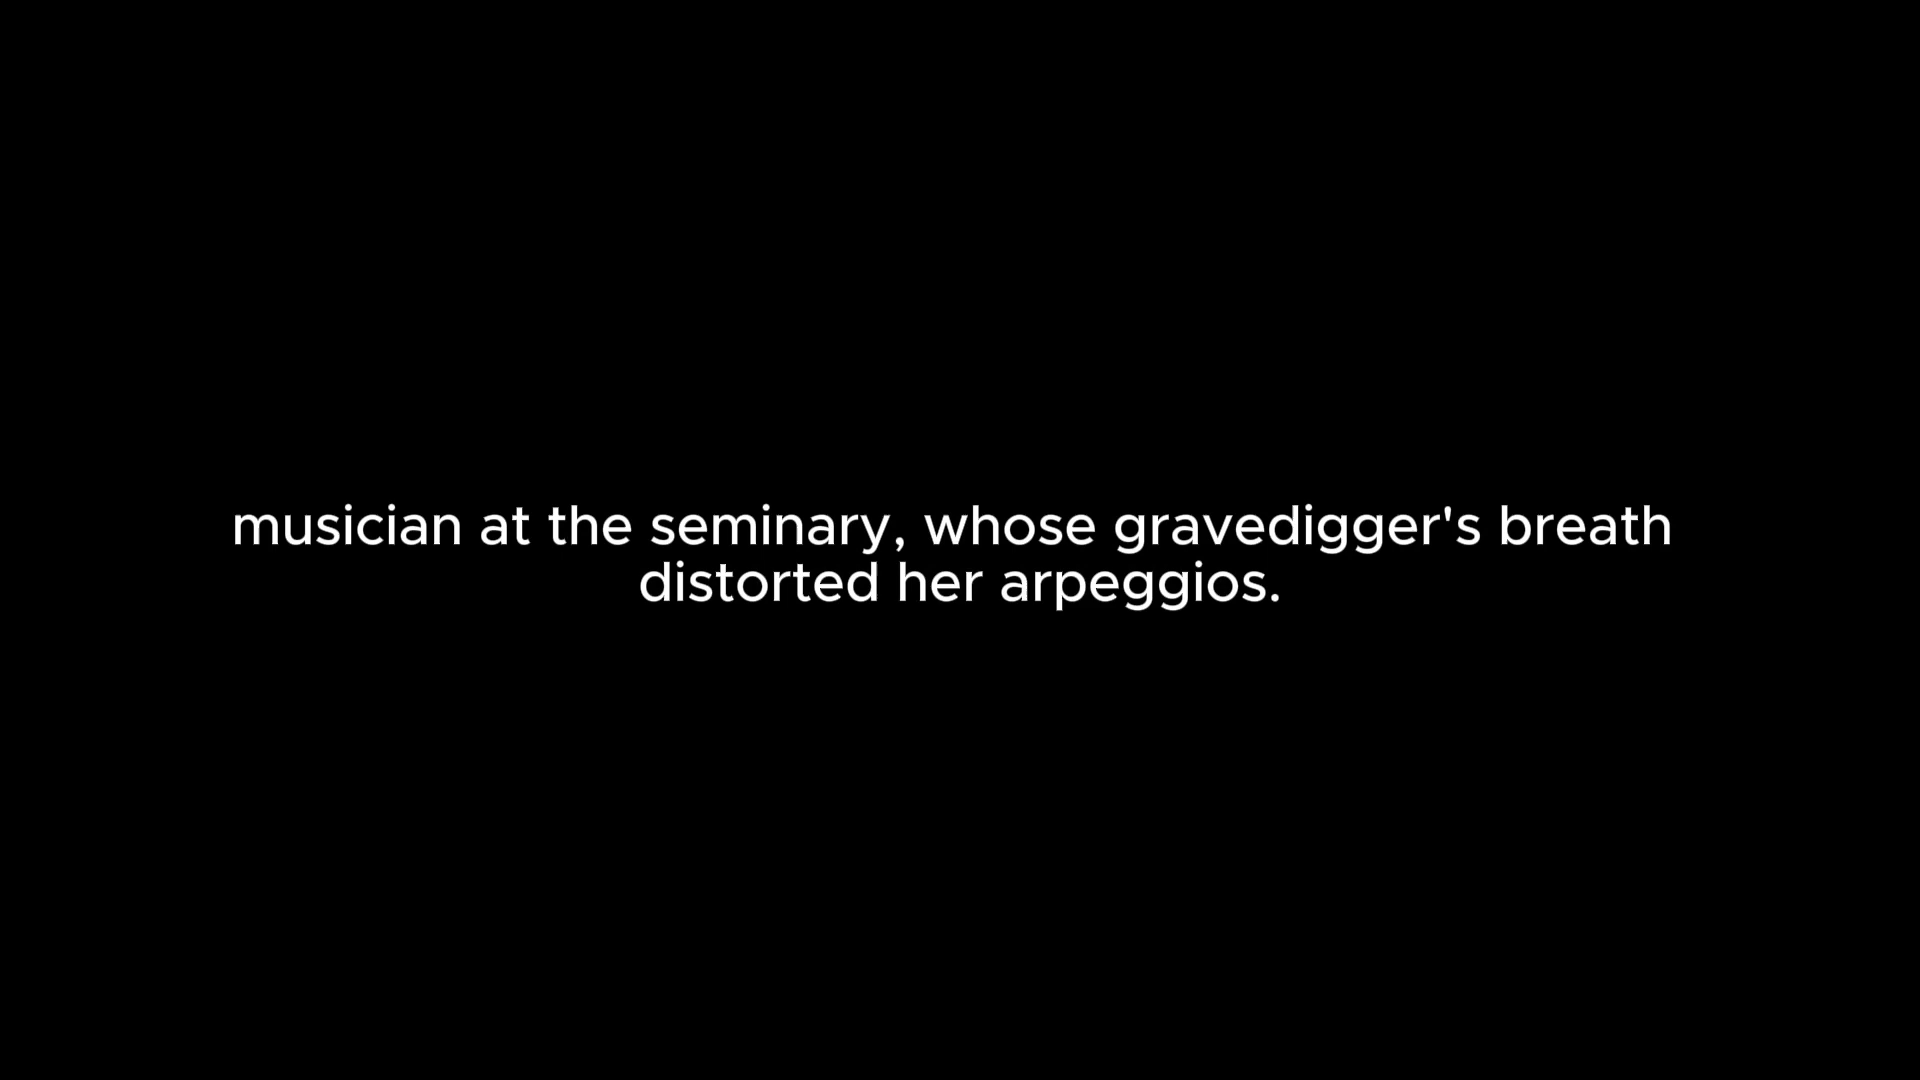 musician at the seminary, whose gravedigger's breath
distorted her arpeggios.